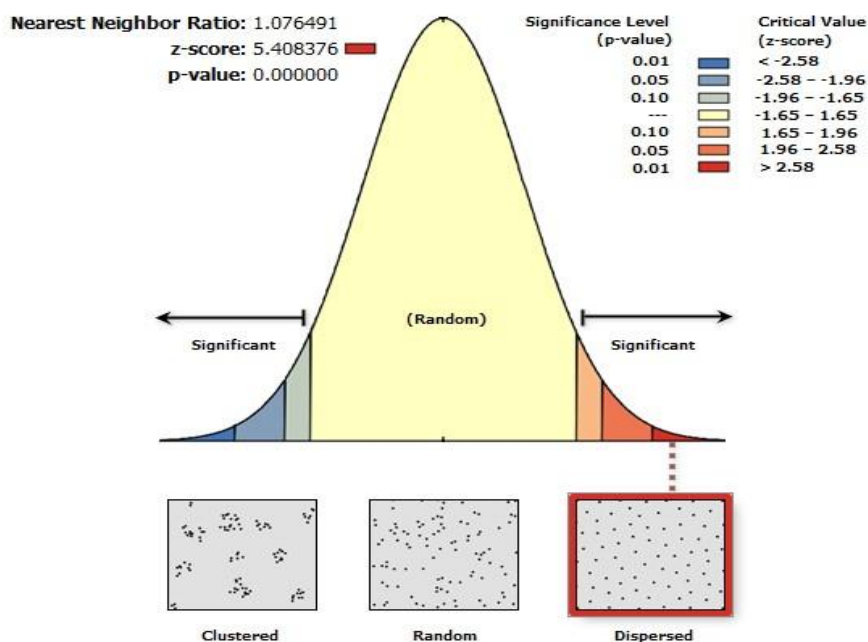 Nearest Neighbor Ratio: 1.076491
z-score: 5.408376
p-value: 0.000000
Significance Level
(p-value)
Critical Value
(z-score)
0.01 < -2.58
0.05 -2.58 – -1.96
0.10 -1.96 – -1.65
--- -1.65 – 1.65
0.10 1.65 – 1.96
0.05 1.96 – 2.58
0.01 > 2.58
(Random)
Significant
Significant
Clustered
Random
Dispersed